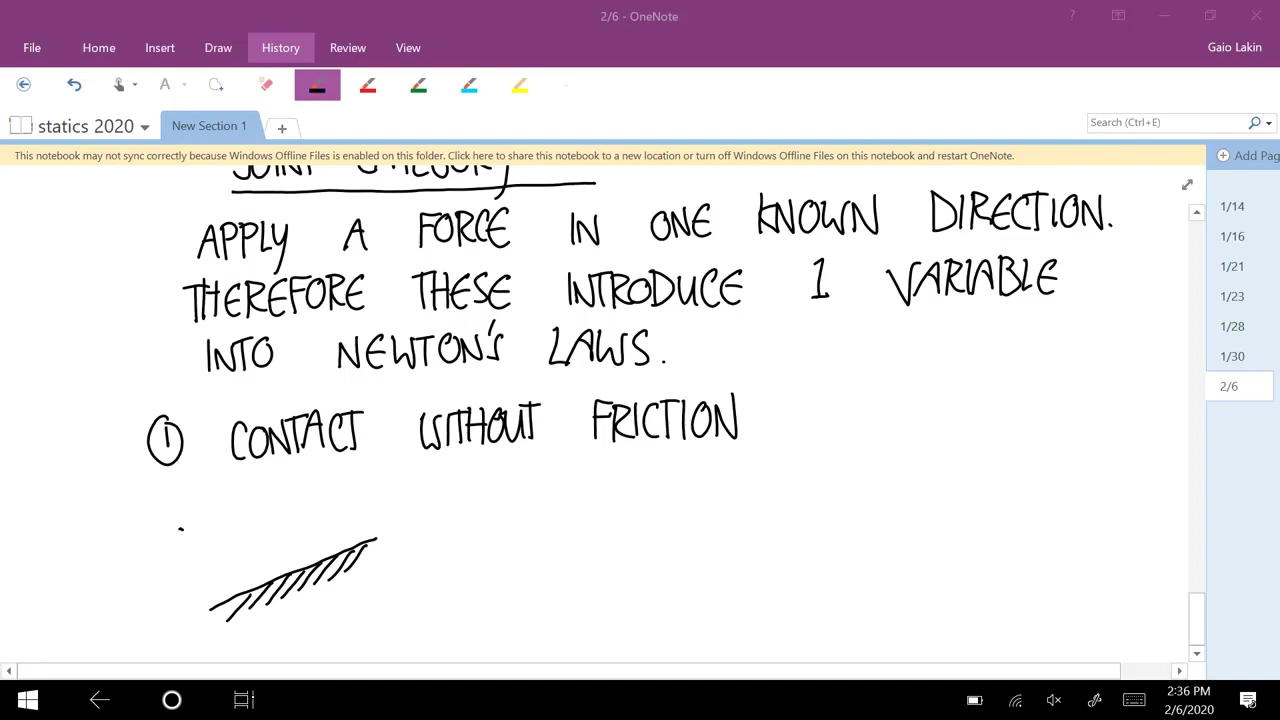 2/6 - OneNote
?
File Home Insert Draw History Review View Gaio Lakin
A
statics 2020 New Section 1 + Search (Ctrl+E)
This notebook may not sync correctly because Windows Offline Files is enabled on this folder. Click here to share this notebook to a new location or turn off Windows Offline Files on this notebook and restart OneNote.
Add Pag
JOINT CATEGORY
APPLY A FORCE IN ONE KNOWN DIRECTION.
THEREFORE THESE INTRODUCE 1 VARIABLE
INTO NEWTON'S LAWS.
① CONTACT WITHOUT FRICTION
1/14
1/16
1/21
1/23
1/28
1/30
2/6
2:36 PM
2/6/2020